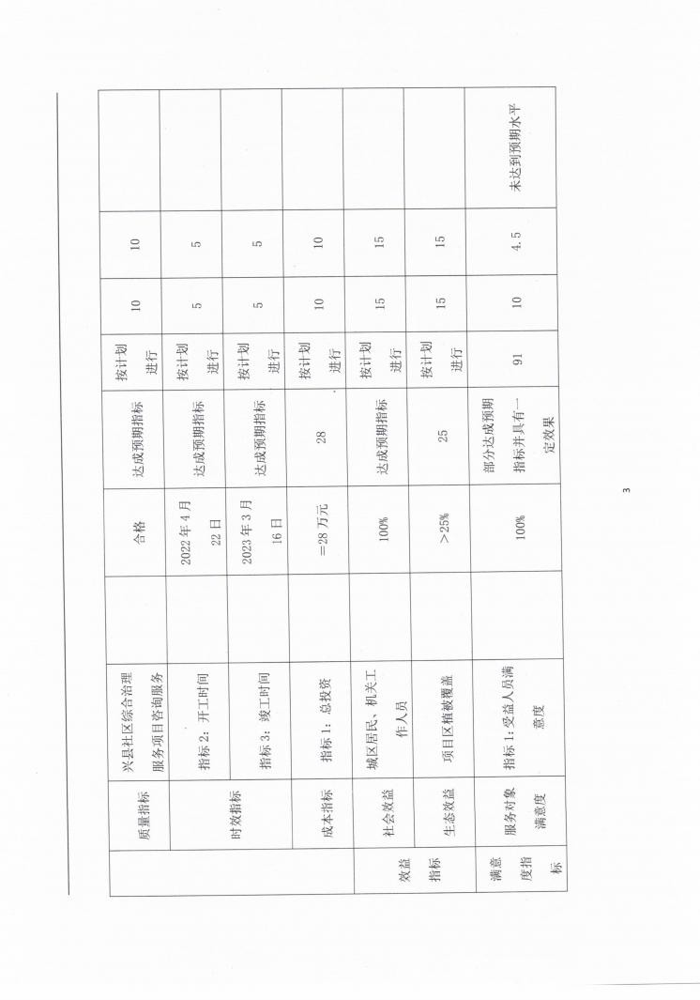 质量指标
兴县社区综合治理
服务项目咨询服务
合格
达成预期指标
按计划
进行
10
10
时效指标
指标 2：开工时间
2022 年 4 月
22 日
达成预期指标
按计划
进行
5
5
指标 3：竣工时间
2023 年 3 月
16 日
达成预期指标
按计划
进行
5
5
成本指标
指标 1：总投资
＝28 万元
28
按计划
进行
10
10
效益
指标
社会效益
城区居民、机关工
作人员
100%
达成预期指标
按计划
进行
15
15
生态效益
项目区植被覆盖
＞25%
25
按计划
进行
15
15
满意
度指
标
服务对象
满意度
指标 1：受益人员满
意度
100%
部分达成预期
指标并具有一
定效果
91
10
4.5
未达到预期水平
3